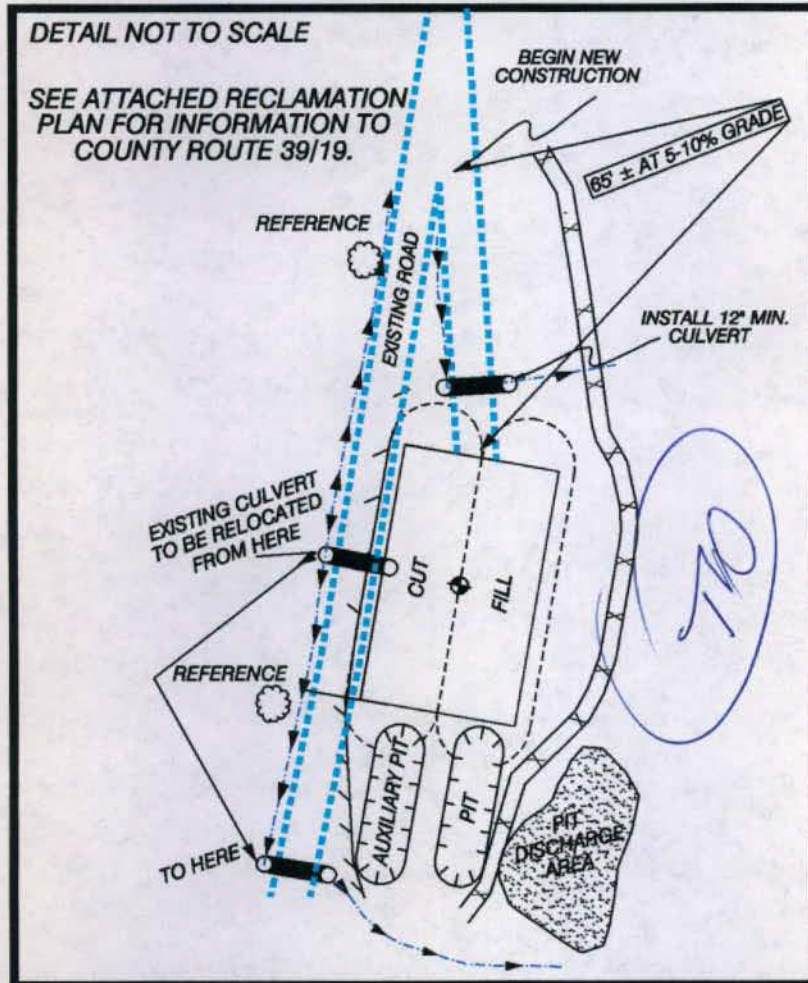 DETAIL NOT TO SCALE
SEE ATTACHED RECLAMATION
PLAN FOR INFORMATION TO
COUNTY ROUTE 39/19.
BEGIN NEW
CONSTRUCTION
65' ± AT 5-10% GRADE
REFERENCE
EXISTING ROAD
INSTALL 12" MIN.
CULVERT
EXISTING CULVERT
TO BE RELOCATED
FROM HERE
CUT
FILL
REFERENCE
TO HERE
AUXILIARY PIT
PIT
PIT
DISCHARGE
AREA